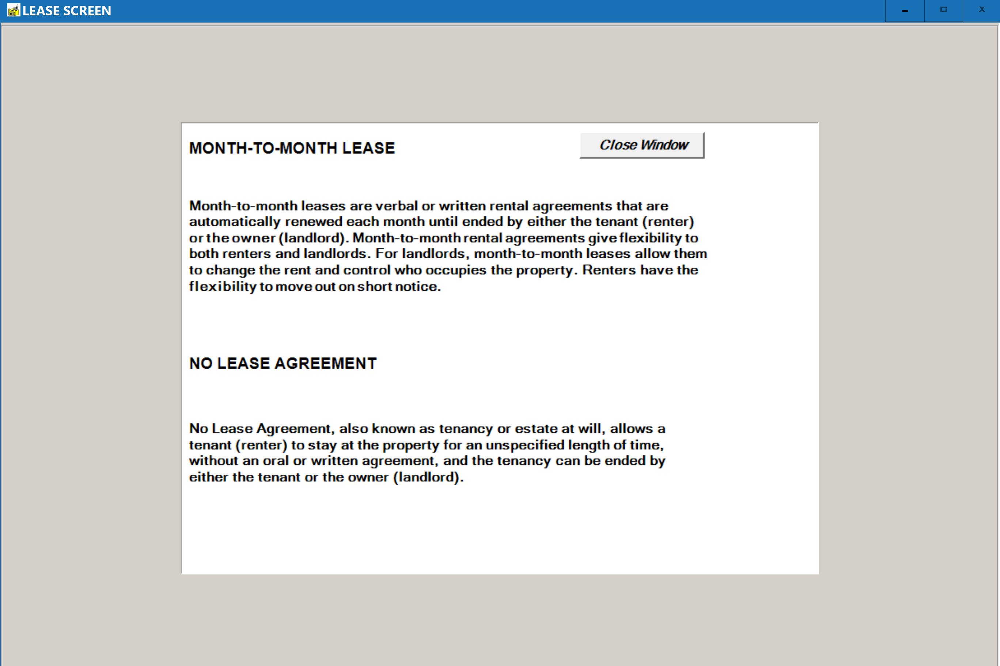 LEASE SCREEN
MONTH-TO-MONTH LEASE
Close Window
Month-to-month leases are verbal or written rental agreements that are
automatically renewed each month until ended by either the tenant (renter)
or the owner (landlord). Month-to-month rental agreements give flexibility to
both renters and landlords. For landlords, month-to-month leases allow them
to change the rent and control who occupies the property. Renters have the
flexibility to move out on short notice.
NO LEASE AGREEMENT
No Lease Agreement, also known as tenancy or estate at will, allows a
tenant (renter) to stay at the property for an unspecified length of time,
without an oral or written agreement, and the tenancy can be ended by
either the tenant or the owner (landlord).